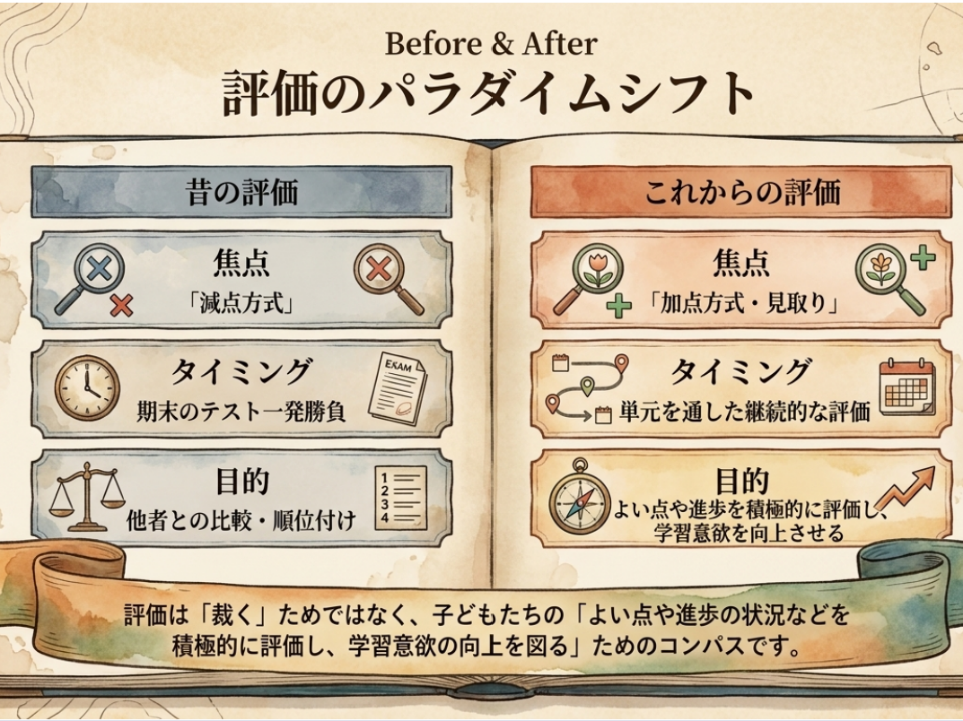 Before & After
評価のパラダイムシフト
昔の評価
焦点
「減点方式」
タイミング
期末のテスト一発勝負
EXAM
目的
他者との比較・順位付け
1
2
3
4
これからの評価
焦点
「加点方式・見取り」
タイミング
単元を通した継続的な評価
目的
よい点や進歩を積極的に評価し、
学習意欲を向上させる
評価は「裁く」ためではなく、子どもたちの「よい点や進歩の状況などを
積極的に評価し、学習意欲の向上を図る」ためのコンパスです。